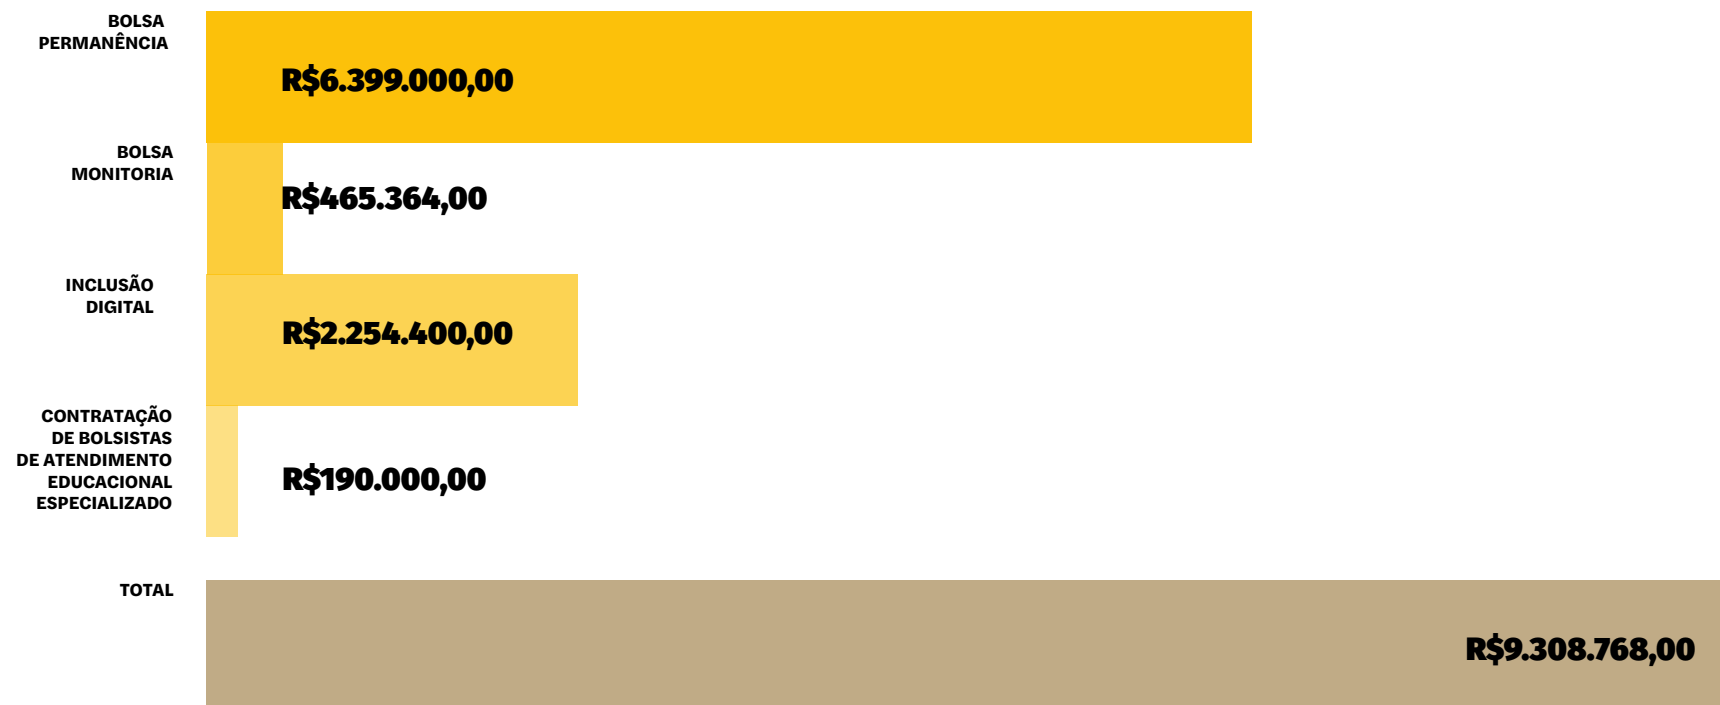 BOLSA
PERMANÊNCIA
R$6.399.000,00
BOLSA
MONITORIA
R$465.364,00
INCLUSÃO
DIGITAL
R$2.254.400,00
CONTRATAÇÃO
DE BOLSISTAS
DE ATENDIMENTO
EDUCACIONAL
ESPECIALIZADO
R$190.000,00
TOTAL
R$9.308.768,00